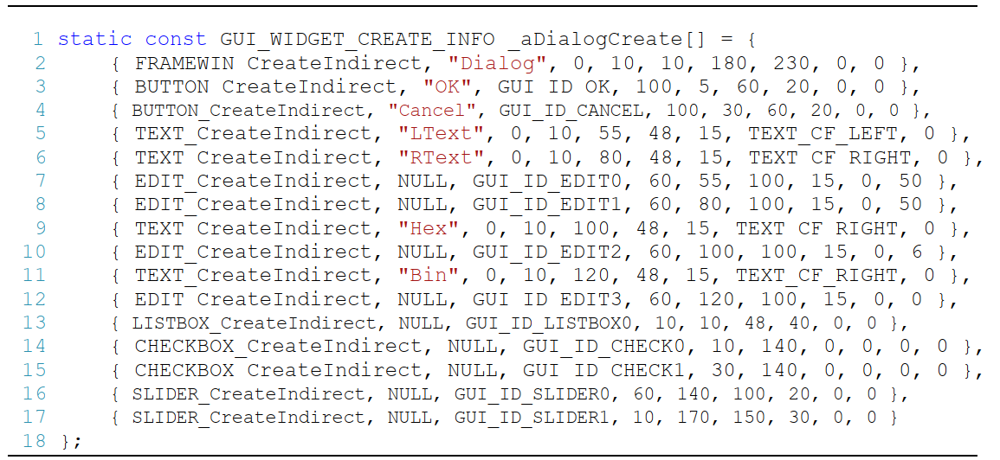 1 static const GUI_WIDGET_CREATE_INFO _aDialogCreate[] = {
2 { FRAMEWIN_CreateIndirect, "Dialog", 0, 10, 10, 180, 230, 0, 0 },
3 { BUTTON_CreateIndirect, "OK", GUI_ID_OK, 100, 5, 60, 20, 0, 0 },
4 { BUTTON_CreateIndirect, "Cancel", GUI_ID_CANCEL, 100, 30, 60, 20, 0, 0 },
5 { TEXT_CreateIndirect, "LText", 0, 10, 55, 48, 15, TEXT_CF_LEFT, 0 },
6 { TEXT_CreateIndirect, "RText", 0, 10, 80, 48, 15, TEXT_CF_RIGHT, 0 },
7 { EDIT_CreateIndirect, NULL, GUI_ID_EDIT0, 60, 55, 100, 15, 0, 50 },
8 { EDIT_CreateIndirect, NULL, GUI_ID_EDIT1, 60, 80, 100, 15, 0, 50 },
9 { TEXT_CreateIndirect, "Hex", 0, 10, 100, 48, 15, TEXT_CF_RIGHT, 0 },
10 { EDIT_CreateIndirect, NULL, GUI_ID_EDIT2, 60, 100, 100, 15, 0, 6 },
11 { TEXT_CreateIndirect, "Bin", 0, 10, 120, 48, 15, TEXT_CF_RIGHT, 0 },
12 { EDIT_CreateIndirect, NULL, GUI_ID_EDIT3, 60, 120, 100, 15, 0, 0 },
13 { LISTBOX_CreateIndirect, NULL, GUI_ID_LISTBOX0, 10, 10, 48, 40, 0, 0 },
14 { CHECKBOX_CreateIndirect, NULL, GUI_ID_CHECK0, 10, 140, 0, 0, 0, 0 },
15 { CHECKBOX_CreateIndirect, NULL, GUI_ID_CHECK1, 30, 140, 0, 0, 0, 0 },
16 { SLIDER_CreateIndirect, NULL, GUI_ID_SLIDER0, 60, 140, 100, 20, 0, 0 },
17 { SLIDER_CreateIndirect, NULL, GUI_ID_SLIDER1, 10, 170, 150, 30, 0, 0 }
18 };